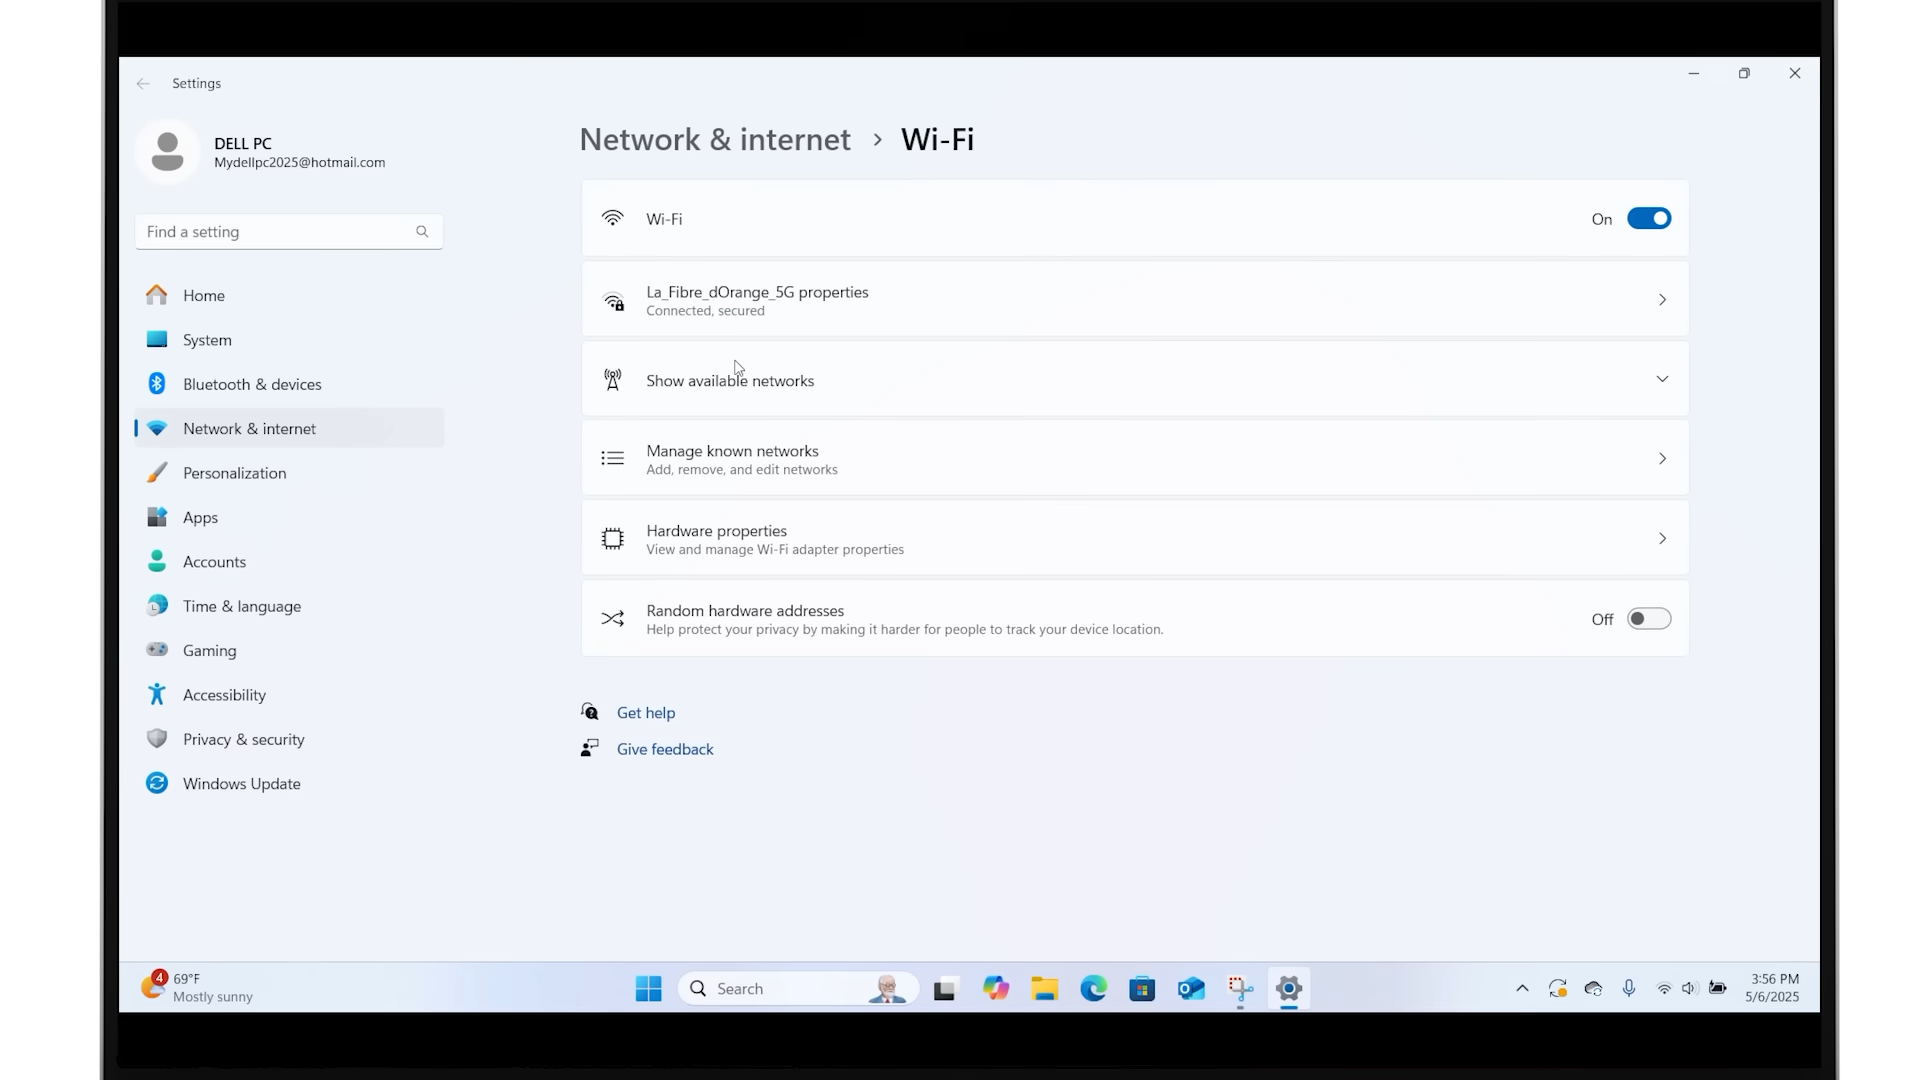 Settings
DELL PC
Mydellpc2025@hotmail.com
Find a setting
Home
System
Bluetooth & devices
Network & internet
Personalization
Apps
Accounts
Time & language
Gaming
Accessibility
Privacy & security
Windows Update
Network & internet > Wi-Fi
Wi-Fi
On
La_Fibre_dOrange_5G properties
Connected, secured
Show available networks
Manage known networks
Add, remove, and edit networks
Hardware properties
View and manage Wi-Fi adapter properties
Random hardware addresses
Help protect your privacy by making it harder for people to track your device location.
Off
Get help
Give feedback
4
69°F
Mostly sunny
Search
3:56 PM
5/6/2025